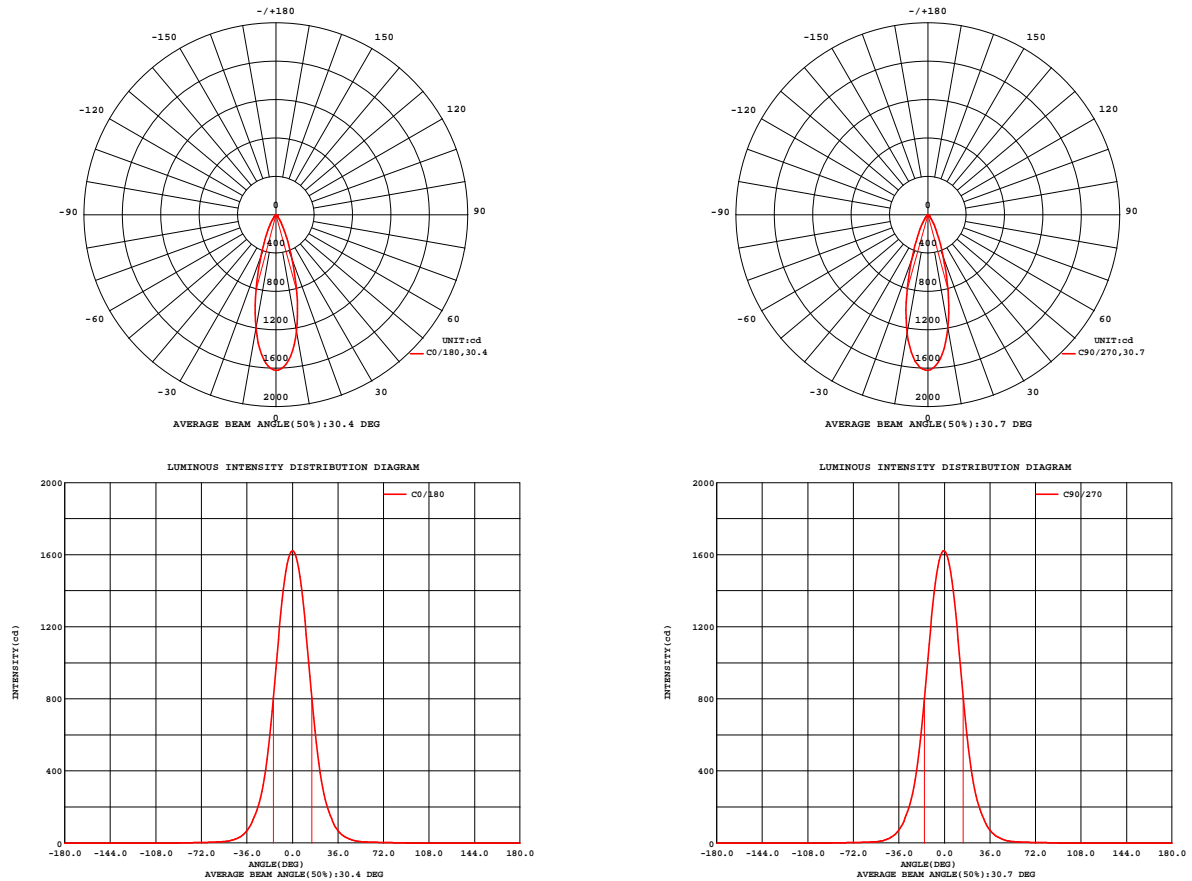 -/+180
-150 150
-120 120
-90 90
-60 60
-30 30
0
400
800
1200
1600
2000
0
UNIT:cd
C0/180,30.4
AVERAGE BEAM ANGLE(50%):30.4 DEG
-/+180
-150 150
-120 120
-90 90
-60 60
-30 30
0
400
800
1200
1600
2000
0
UNIT:cd
C90/270,30.7
AVERAGE BEAM ANGLE(50%):30.7 DEG
LUMINOUS INTENSITY DISTRIBUTION DIAGRAM
C0/180
INTENSITY(cd)
2000
1600
1200
800
400
0
-180.0 -144.0 -108.0 -72.0 -36.0 0.0 36.0 72.0 108.0 144.0 180.0
ANGLE(DEG)
AVERAGE BEAM ANGLE(50%):30.4 DEG
LUMINOUS INTENSITY DISTRIBUTION DIAGRAM
C90/270
INTENSITY(cd)
2000
1600
1200
800
400
0
-180.0 -144.0 -108.0 -72.0 -36.0 0.0 36.0 72.0 108.0 144.0 180.0
ANGLE(DEG)
AVERAGE BEAM ANGLE(50%):30.7 DEG